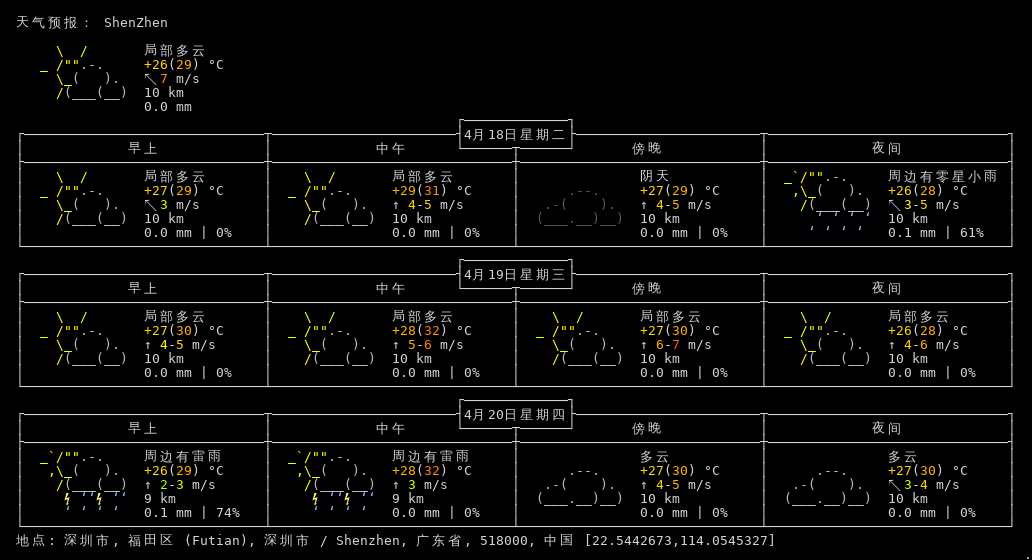 天气预报： ShenZhen
局部多云
+26(29) °C
↖ 7 m/s
10 km
0.0 mm
4月18日星期二
早上 中午 傍晚 夜间
局部多云 局部多云 阴天 周边有零星小雨
+27(29) °C +29(31) °C +27(29) °C +26(28) °C
↖ 3 m/s ↑ 4-5 m/s ↑ 4-5 m/s ↖ 3-5 m/s
10 km 10 km 10 km 10 km
0.0 mm | 0% 0.0 mm | 0% 0.0 mm | 0% 0.1 mm | 61%
4月19日星期三
早上 中午 傍晚 夜间
局部多云 局部多云 局部多云 局部多云
+27(30) °C +28(32) °C +27(30) °C +26(28) °C
↑ 4-5 m/s ↑ 5-6 m/s ↑ 6-7 m/s ↑ 4-6 m/s
10 km 10 km 10 km 10 km
0.0 mm | 0% 0.0 mm | 0% 0.0 mm | 0% 0.0 mm | 0%
4月20日星期四
早上 中午 傍晚 夜间
周边有雷雨 周边有雷雨 多云 多云
+26(29) °C +28(32) °C +27(30) °C +27(30) °C
↑ 2-3 m/s ↑ 3 m/s ↑ 4-5 m/s ↖ 3-4 m/s
9 km 9 km 10 km 10 km
0.1 mm | 74% 0.0 mm | 0% 0.0 mm | 0% 0.0 mm | 0%
地点: 深圳市, 福田区 (Futian), 深圳市 / Shenzhen, 广东省, 518000, 中国 [22.5442673,114.0545327]